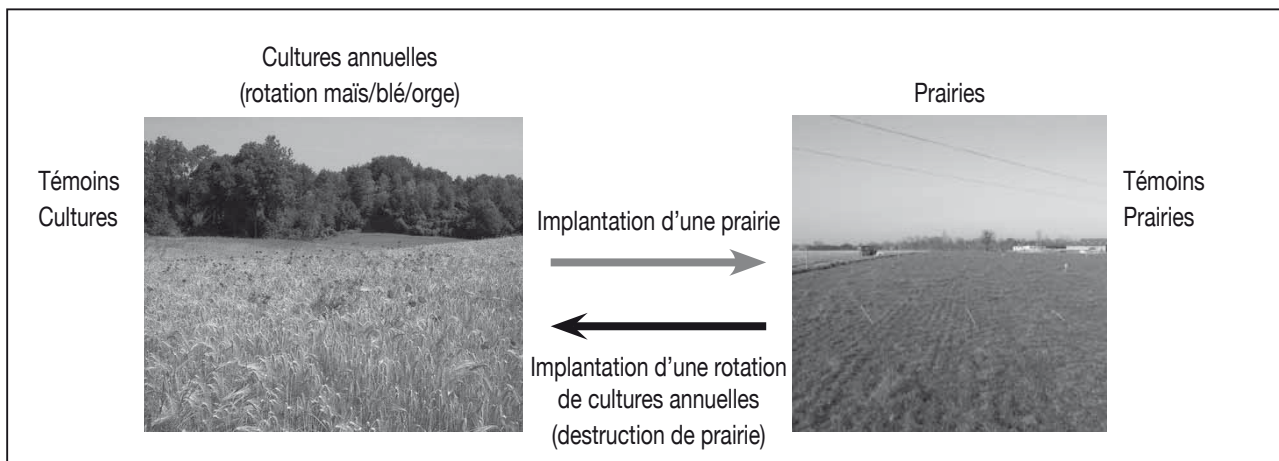 Cultures annuelles
(rotation maïs/blé/orge)
Prairies
Témoins
Cultures
Implantation d'une prairie
Témoins
Prairies
Implantation d'une rotation
de cultures annuelles
(destruction de prairie)